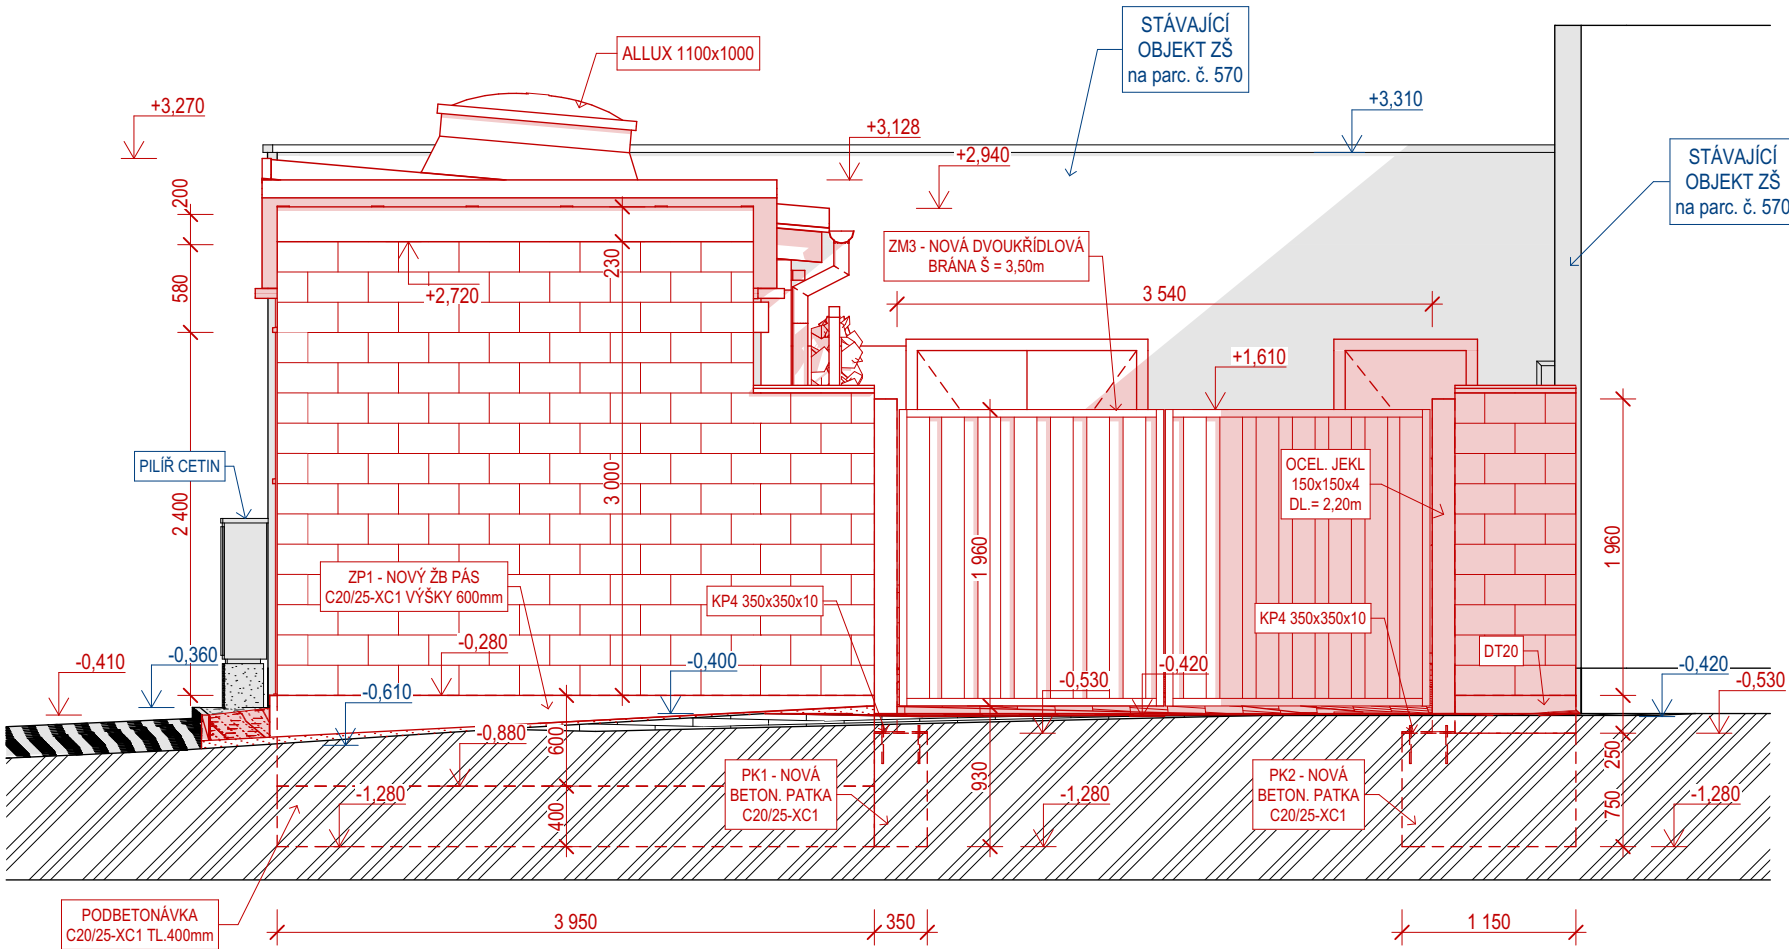 STÁVAJÍCÍ
OBJEKT ZŠ
na parc. č. 570
ALLUX 1100x1000
+3,270
+3,128
+2,940
+3,310
STÁVAJÍCÍ
OBJEKT ZŠ
na parc. č. 570
200
580
2 400
230
3 000
+2,720
ZM3 - NOVÁ DVOUKŘÍDLOVÁ
BRÁNA Š = 3,50m
3 540
+1,610
PILÍŘ CETIN
OCEL. JEKL
150x150x4
DL.= 2,20m
1 960
1 960
ZP1 - NOVÝ ŽB PÁS
C20/25-XC1 VÝŠKY 600mm
KP4 350x350x10
KP4 350x350x10
DT20
-0,410
-0,360
-0,280
-0,610
-0,400
-0,530
-0,420
-0,420
-0,530
-0,880
600
930
250
PK1 - NOVÁ
BETON. PATKA
C20/25-XC1
PK2 - NOVÁ
BETON. PATKA
C20/25-XC1
-1,280
400
-1,280
750
-1,280
PODBETONÁVKA
C20/25-XC1 TL.400mm
3 950
350
1 150